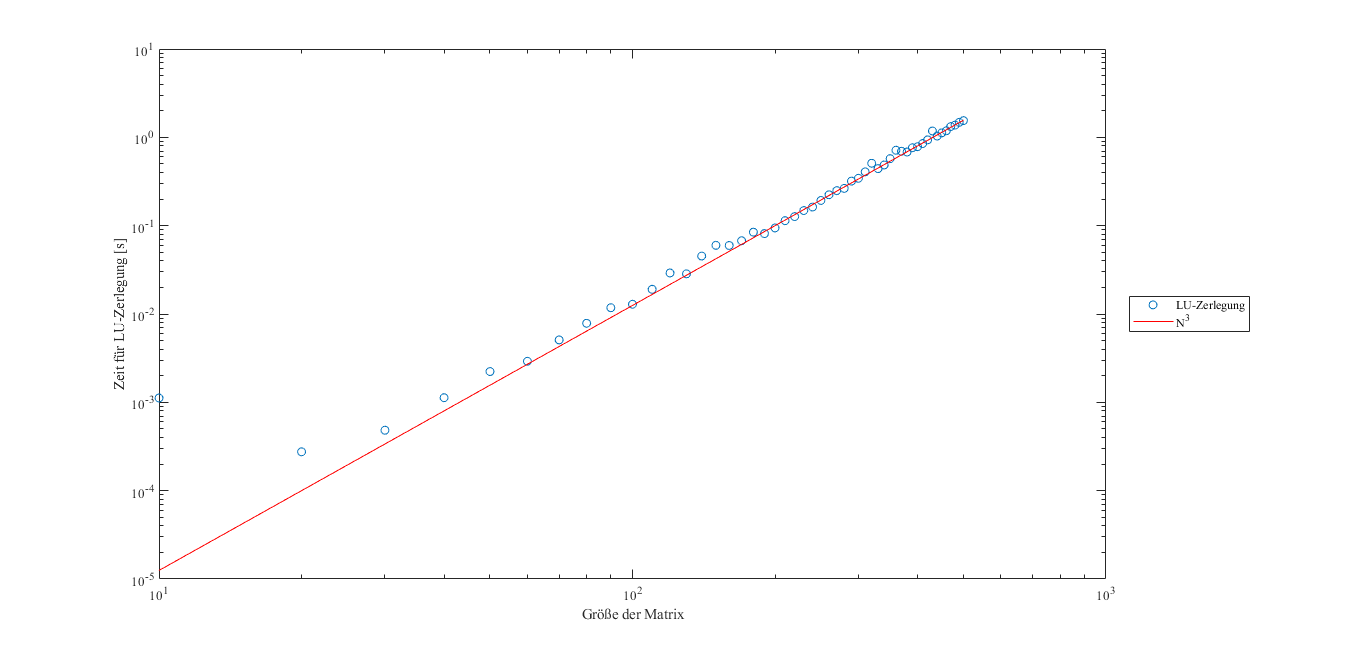 10^1
10^0
10^-1
10^-2
10^-3
10^-4
10^-5
Zeit für LU-Zerlegung [s]
10^1
10^2
10^3
Größe der Matrix
LU-Zerlegung
N^3